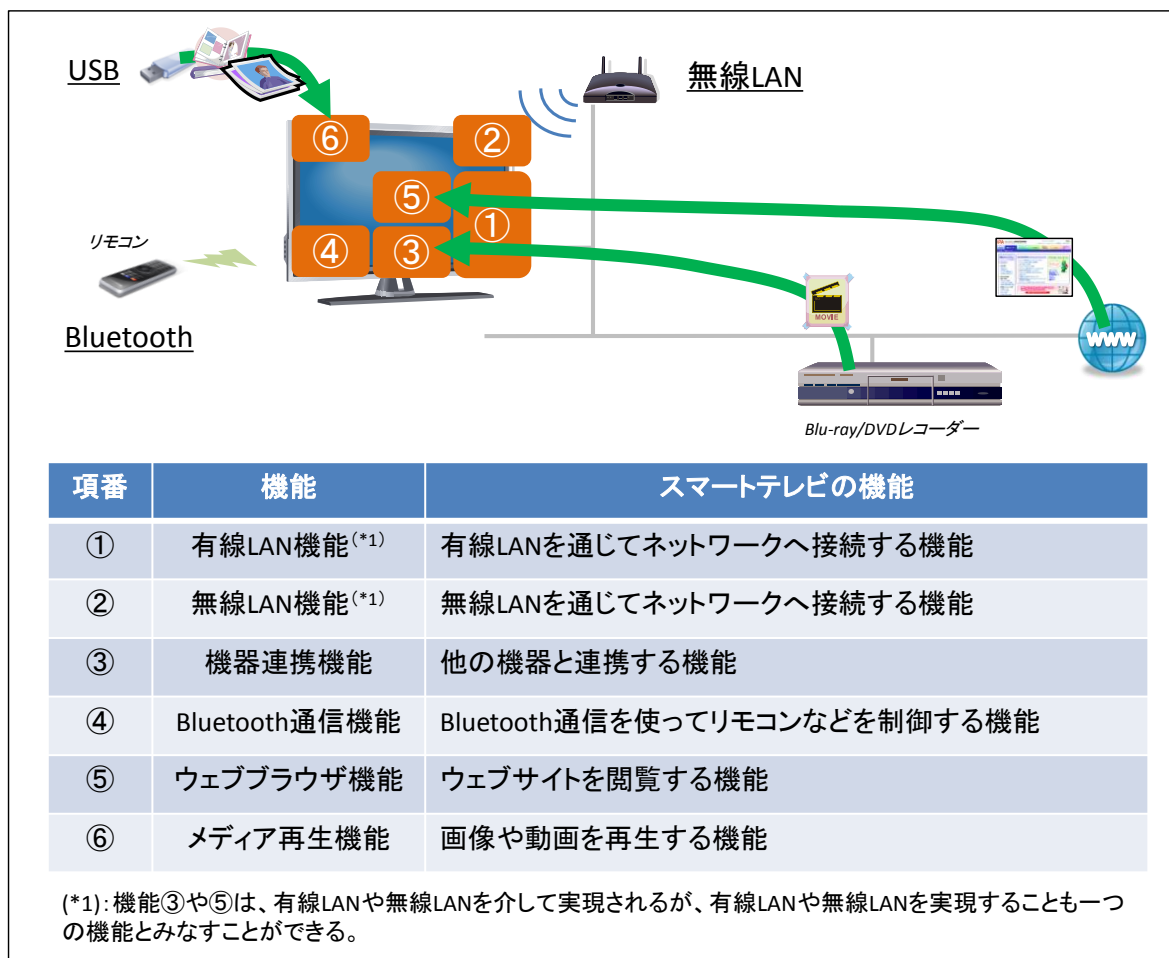 USB
無線LAN
⑥
②
⑤
①
④
③
リモコン
Bluetooth
MOVIE
WWW
Blu-ray/DVDレコーダー
項番 機能 スマートテレビの機能
① 有線LAN機能(*1) 有線LANを通じてネットワークへ接続する機能
② 無線LAN機能(*1) 無線LANを通じてネットワークへ接続する機能
③ 機器連携機能 他の機器と連携する機能
④ Bluetooth通信機能 Bluetooth通信を使ってリモコンなどを制御する機能
⑤ ウェブブラウザ機能 ウェブサイトを閲覧する機能
⑥ メディア再生機能 画像や動画を再生する機能
(*1):機能③や⑤は、有線LANや無線LANを介して実現されるが、有線LANや無線LANを実現することも一つ
の機能とみなすことができる。